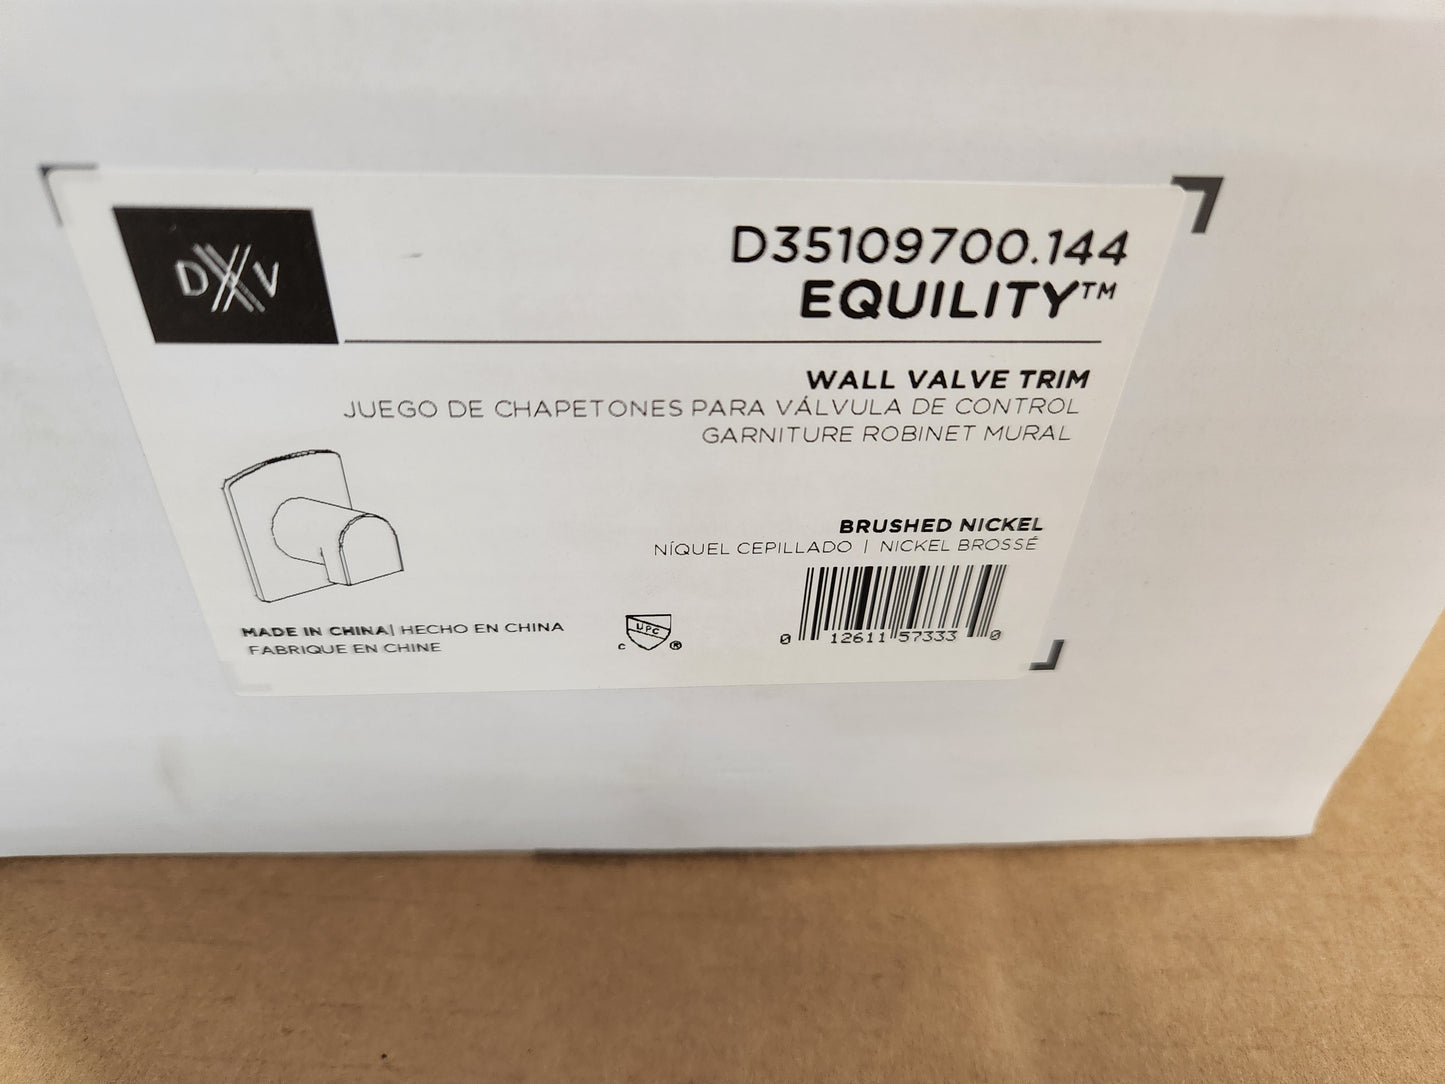 DXV
D35109700.144
EQUILITY™
WALL VALVE TRIM
JUEGO DE CHAPETONES PARA VÁLVULA DE CONTROL
GARNITURE ROBINET MURAL
BRUSHED NICKEL
NÍQUEL CEPILLADO | NICKEL BROSSÉ
MADE IN CHINA| HECHO EN CHINA
FABRIQUE EN CHINE
C UPC ®
0 12611 57333 0